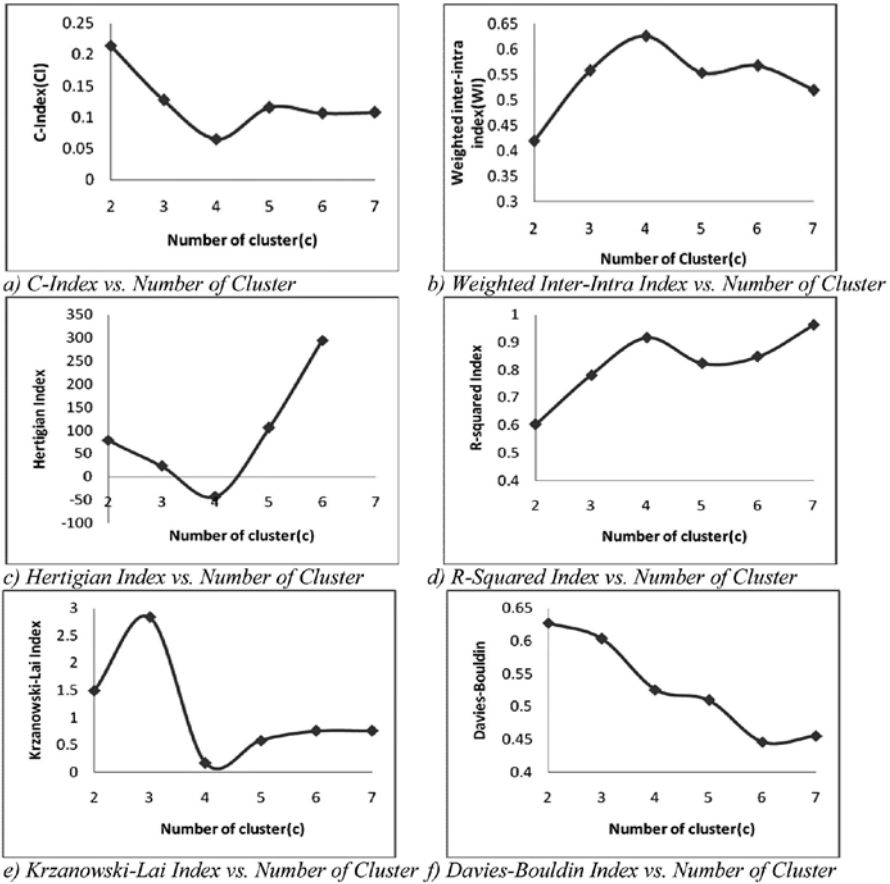 0.25
0.2
0.15
0.1
0.05
0
C-Index(CI)
2 3 4 5 6 7
Number of cluster(c)
a) C-Index vs. Number of Cluster
0.65
0.6
0.55
0.5
0.45
0.4
0.35
0.3
Weighted inter-intra
index(WI)
2 3 4 5 6 7
Number of Cluster(c)
b) Weighted Inter-Intra Index vs. Number of Cluster
350
300
250
200
150
100
50
0
-50
-100
Hertigian Index
2 3 4 5 6 7
Number of cluster(c)
c) Hertigian Index vs. Number of Cluster
1
0.9
0.8
0.7
0.6
0.5
0.4
R-squared Index
2 3 4 5 6 7
Number of cluster(c)
d) R-Squared Index vs. Number of Cluster
3
2.5
2
1.5
1
0.5
0
Krzanowski-Lai Index
2 3 4 5 6 7
Number of cluster(c)
e) Krzanowski-Lai Index vs. Number of Cluster
0.65
0.6
0.55
0.5
0.45
0.4
Davies-Bouldin
2 3 4 5 6 7
Number of cluster(c)
f) Davies-Bouldin Index vs. Number of Cluster